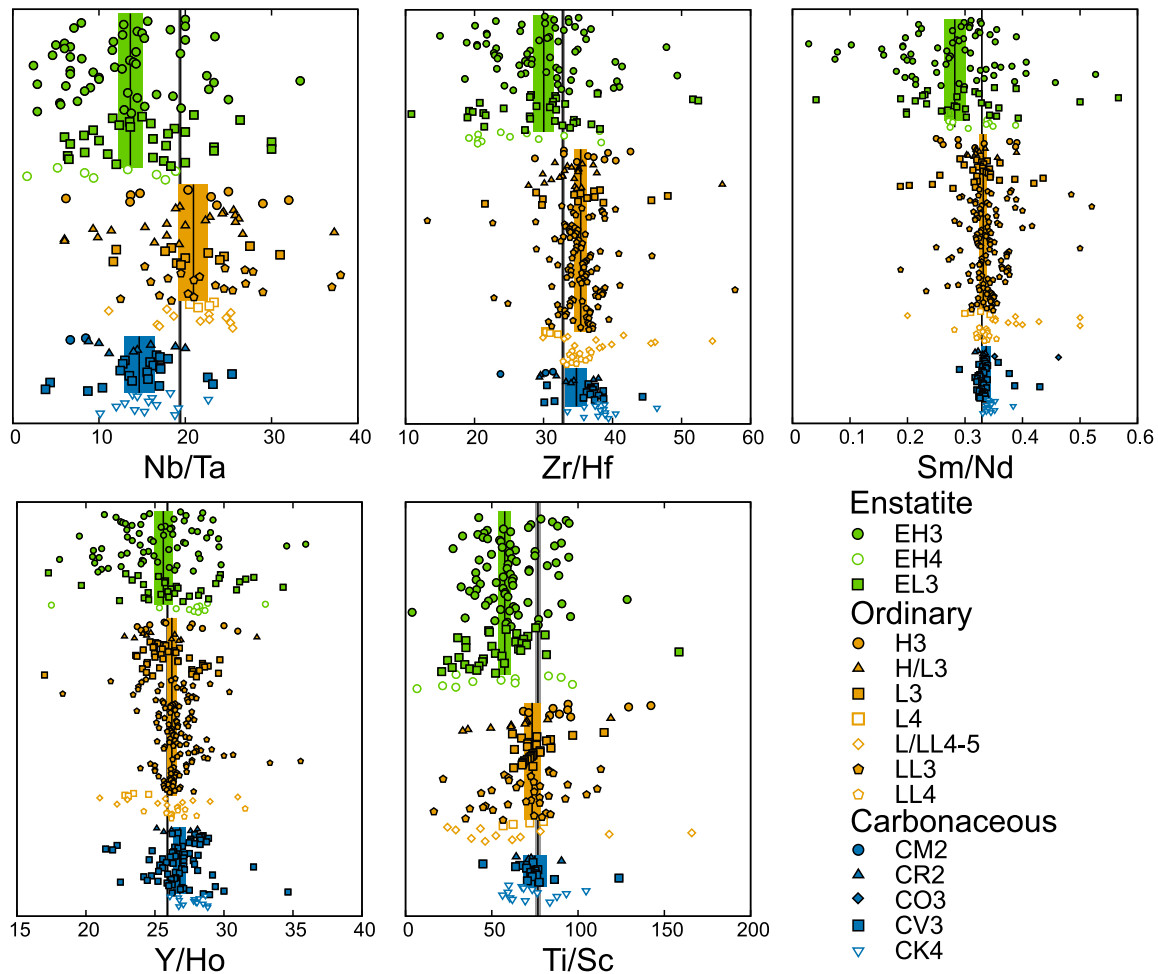 0 10 20 30 40
Nb/Ta
10 20 30 40 50 60
Zr/Hf
0 0.1 0.2 0.3 0.4 0.5 0.6
Sm/Nd
15 20 25 30 35 40
Y/Ho
0 50 100 150 200
Ti/Sc
Enstatite
EH3
EH4
EL3
Ordinary
H3
H/L3
L3
L4
L/LL4-5
LL3
LL4
Carbonaceous
CM2
CR2
CO3
CV3
CK4